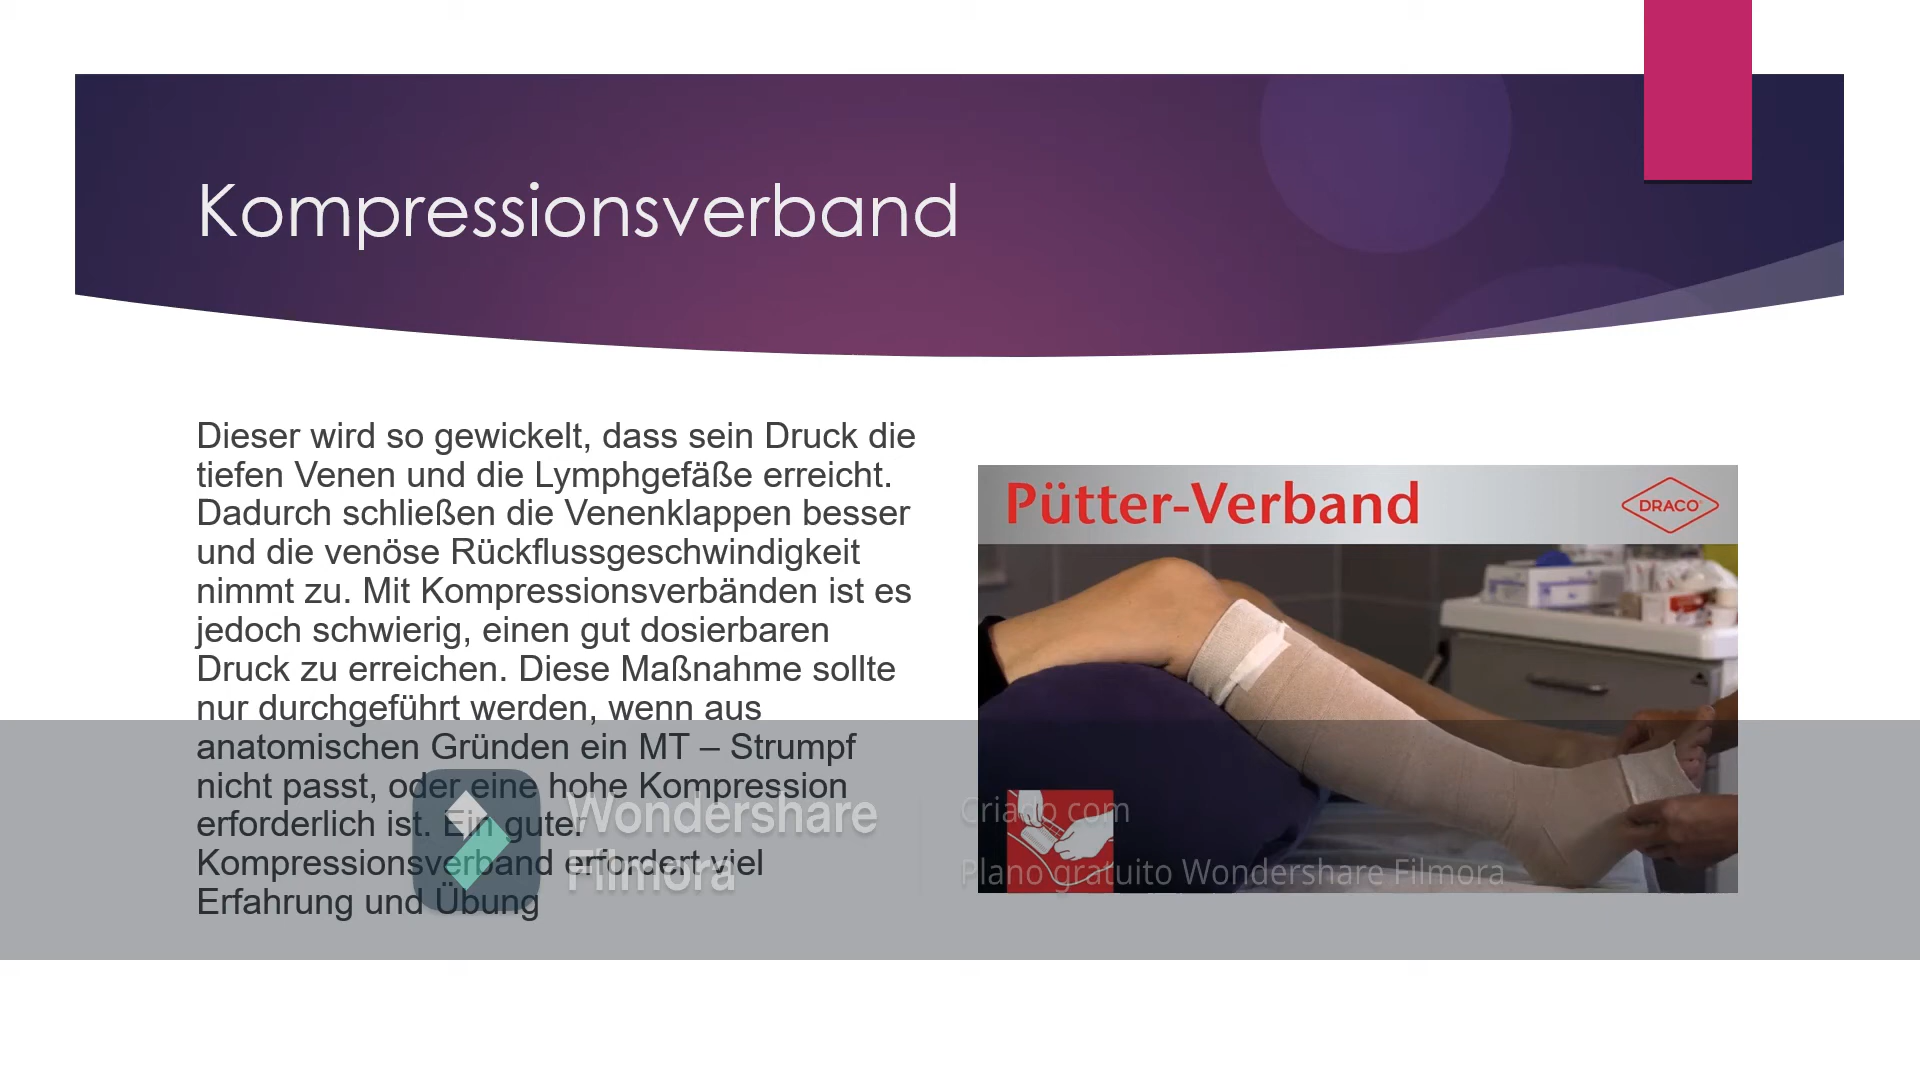 Kompressionsverband
Dieser wird so gewickelt, dass sein Druck die
tiefen Venen und die Lymphgefäße erreicht.
Dadurch schließen die Venenklappen besser
und die venöse Rückflussgeschwindigkeit
nimmt zu. Mit Kompressionsverbänden ist es
jedoch schwierig, einen gut dosierbaren
Druck zu erreichen. Diese Maßnahme sollte
nur durchgeführt werden, wenn aus
anatomischen Gründen ein MT – Strumpf
nicht passt, oder eine hohe Kompression
erforderlich ist. Ein guter
Kompressionsverband erfordert viel
Erfahrung und Übung
Pütter-Verband
DRACO
Wondershare
Filmora
Criado com
Plano gratuito Wondershare Filmora